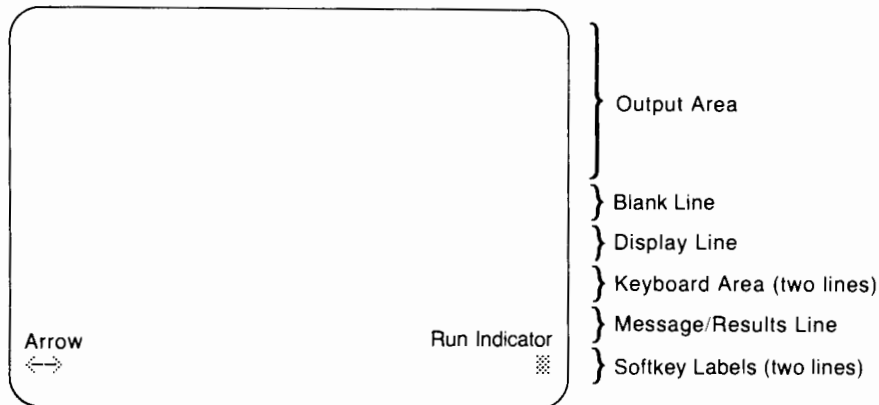 Output Area
Blank Line
Display Line
Keyboard Area (two lines)
Message/Results Line
Arrow
Run Indicator
Softkey Labels (two lines)